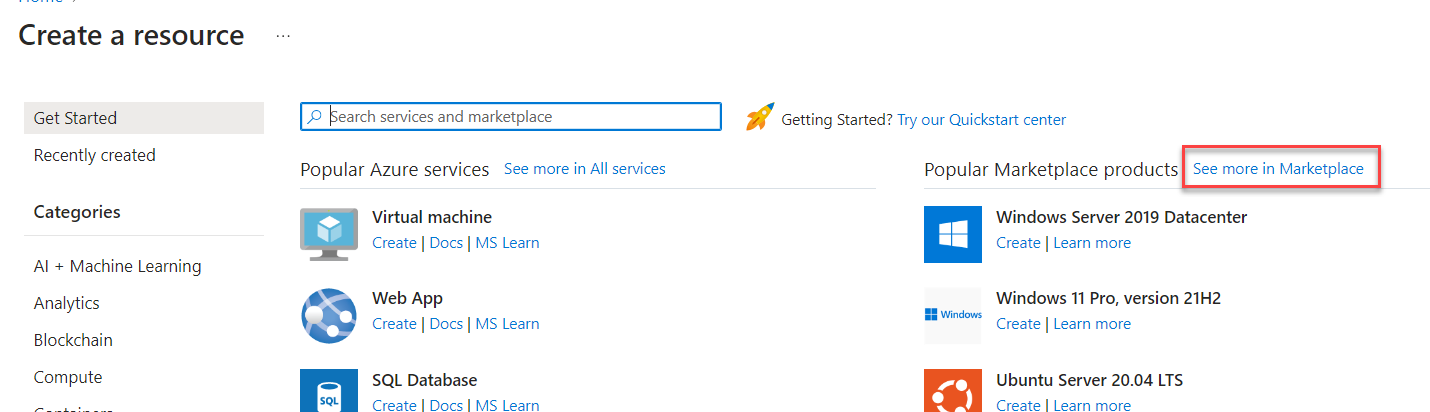 Home
Create a resource ...
Get Started
Recently created
Categories
AI + Machine Learning
Analytics
Blockchain
Compute
Containers
Search services and marketplace
Getting Started? Try our Quickstart center
Popular Azure services See more in All services
Virtual machine
Create | Docs | MS Learn
Web App
Create | Docs | MS Learn
SQL
SQL Database
Create | Docs | MS Learn
Popular Marketplace products See more in Marketplace
Windows Server 2019 Datacenter
Create | Learn more
Windows
Windows 11 Pro, version 21H2
Create | Learn more
Ubuntu Server 20.04 LTS
Create | Learn more